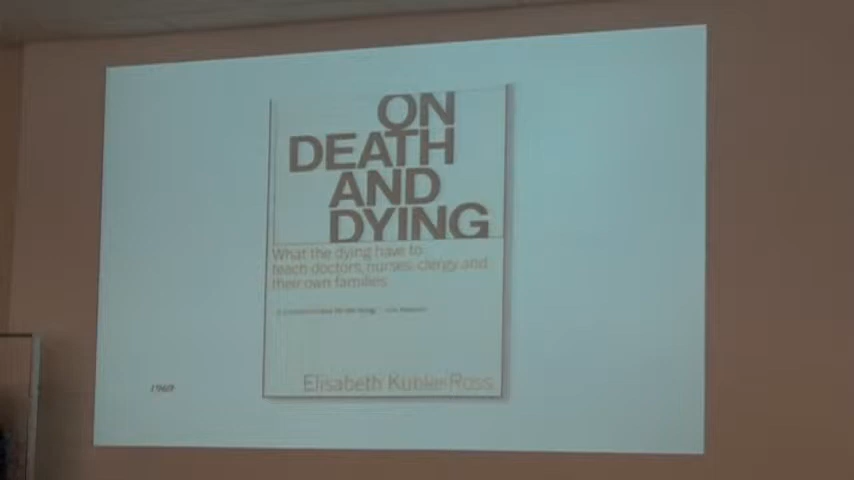 ON
DEATH
AND
DYING
What the dying have to
teach doctors, nurses, clergy and
their own families
Elisabeth Kubler-Ross
1969